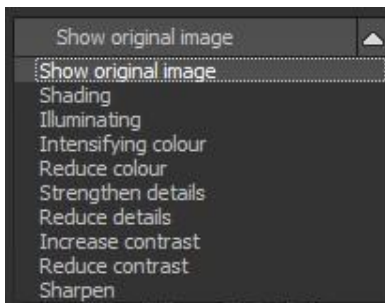 Show original image
Show original image
Shading
Illuminating
Intensifying colour
Reduce colour
Strengthen details
Reduce details
Increase contrast
Reduce contrast
Sharpen